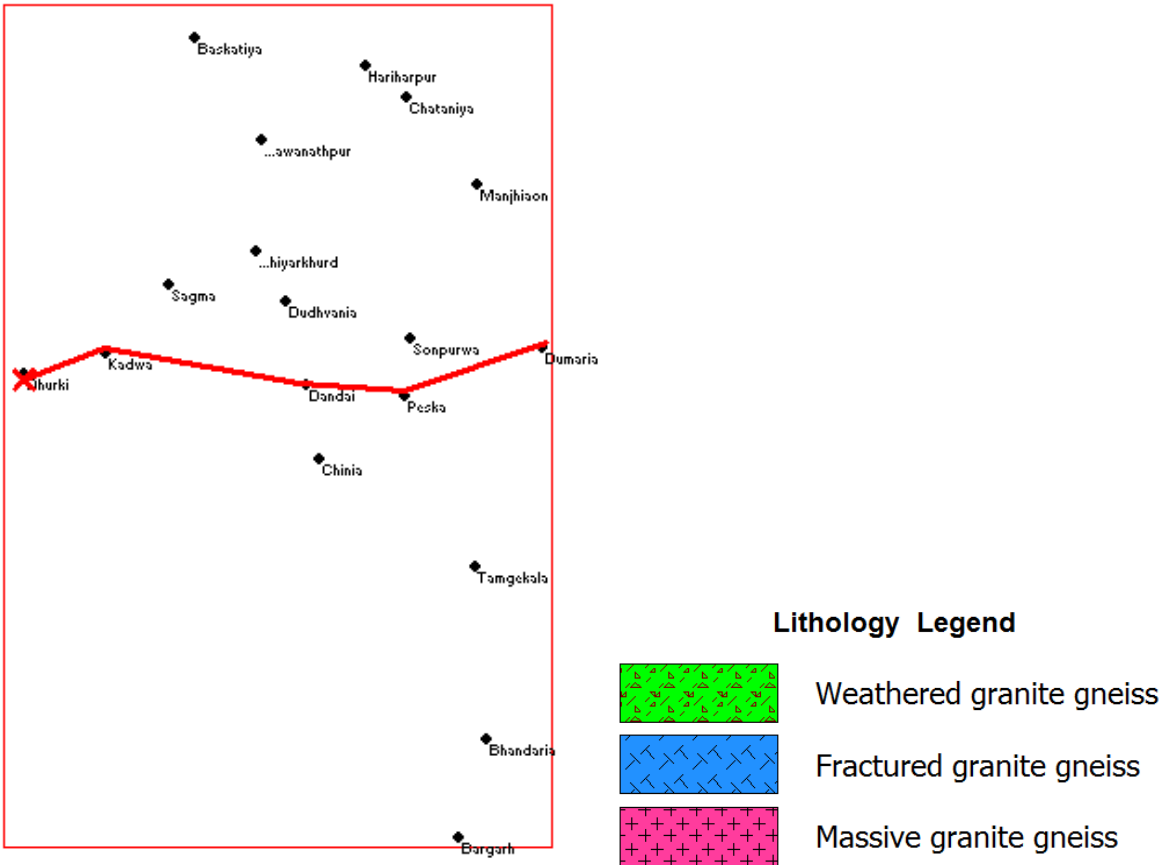 Baskatiya
Hariharpur
Chataniya
...awanathpur
Manjhiaon
...hiyarkhurd
Sagma
Dudhvania
Sonpurwa
Dumaria
Kadwa
Jhurki
Dandai
Peska
Chinia
Tamgekala
Lithology Legend
Weathered granite gneiss
Bhandaria
Fractured granite gneiss
Massive granite gneiss
Bargarh